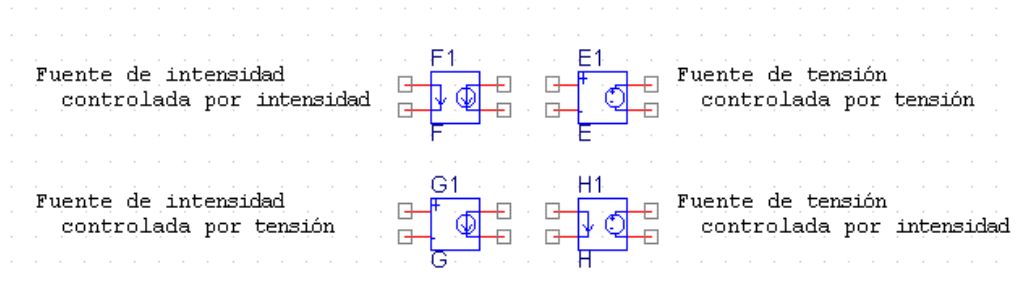 F1
E1
Fuente de intensidad
controlada por intensidad
Fuente de tensión
controlada por tensión
F
E
G1
H1
Fuente de intensidad
controlada por tensión
Fuente de tensión
controlada por intensidad
G
H